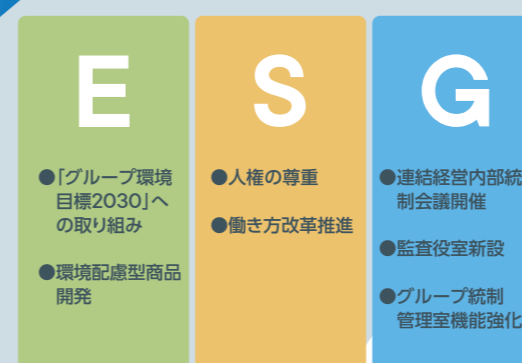 E
●「グループ環境
目標2030」へ
の取り組み
●環境配慮型商品
開発
S
●人権の尊重
●働き方改革推進
G
●連結経営内部統
制会議開催
●監査役室新設
●グループ統制
管理室機能強化